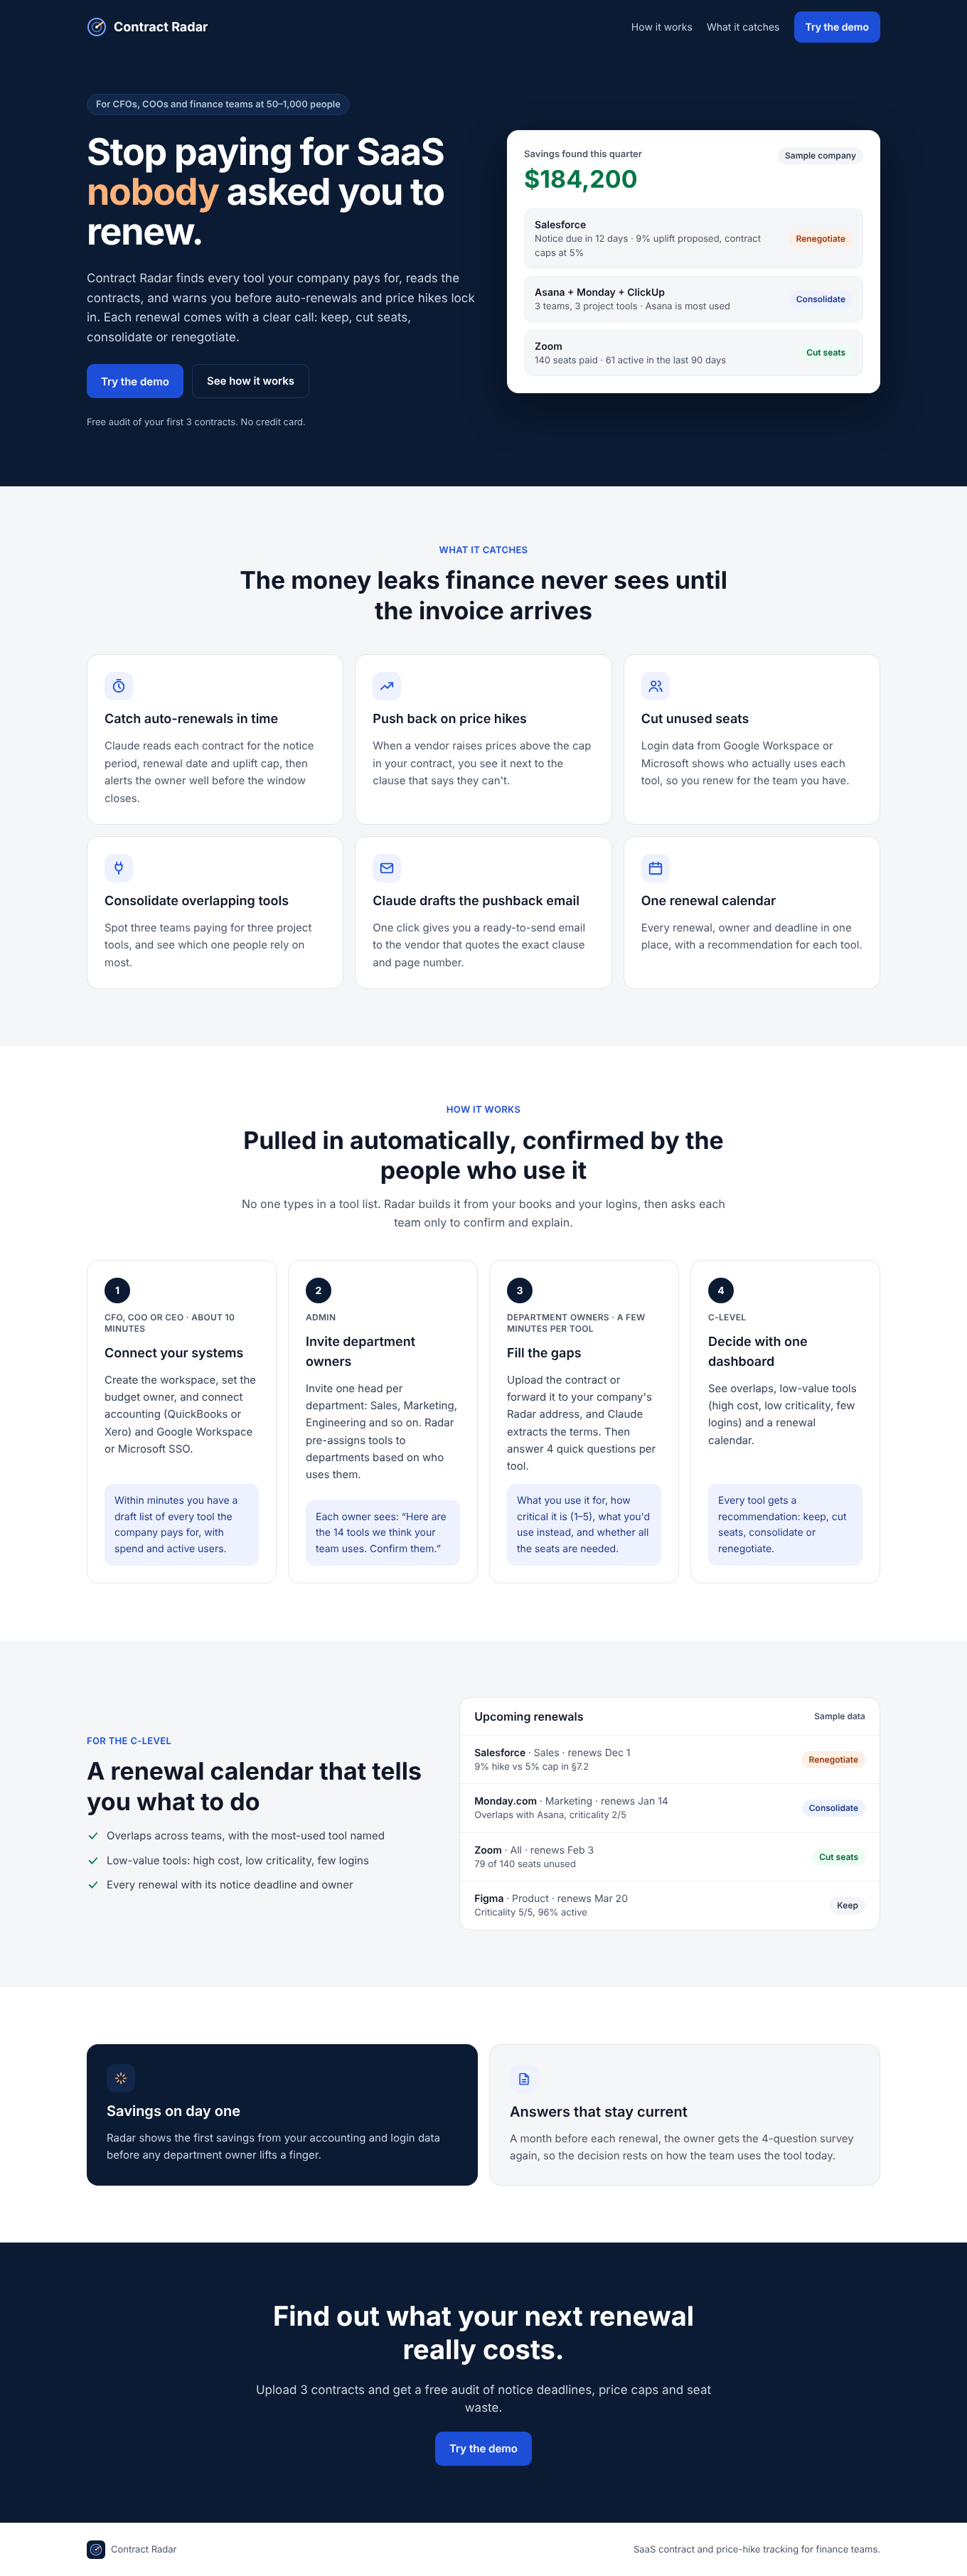 Contract Radar
How it works
What it catches
Try the demo
For CFOs, COOs and finance teams at 50–1,000 people
Stop paying for SaaS
nobody asked you to
renew.
Contract Radar finds every tool your company pays for, reads the
contracts, and warns you before auto-renewals and price hikes lock
in. Each renewal comes with a clear call: keep, cut seats,
consolidate or renegotiate.
Try the demo
See how it works
Free audit of your first 3 contracts. No credit card.
Savings found this quarter
Sample company
$184,200
Salesforce
Notice due in 12 days · 9% uplift proposed, contract
caps at 5%
Renegotiate
Asana + Monday + ClickUp
3 teams, 3 project tools · Asana is most used
Consolidate
Zoom
140 seats paid · 61 active in the last 90 days
Cut seats
WHAT IT CATCHES
The money leaks finance never sees until
the invoice arrives
Catch auto-renewals in time
Claude reads each contract for the notice
period, renewal date and uplift cap, then
alerts the owner well before the window
closes.
Push back on price hikes
When a vendor raises prices above the cap
in your contract, you see it next to the
clause that says they can't.
Cut unused seats
Login data from Google Workspace or
Microsoft shows who actually uses each
tool, so you renew for the team you have.
Consolidate overlapping tools
Spot three teams paying for three project
tools, and see which one people rely on
most.
Claude drafts the pushback email
One click gives you a ready-to-send email
to the vendor that quotes the exact clause
and page number.
One renewal calendar
Every renewal, owner and deadline in one
place, with a recommendation for each tool.
HOW IT WORKS
Pulled in automatically, confirmed by the
people who use it
No one types in a tool list. Radar builds it from your books and your logins, then asks each
team only to confirm and explain.
1
CFO, COO OR CEO · ABOUT 10
MINUTES
Connect your systems
Create the workspace, set the
budget owner, and connect
accounting (QuickBooks or
Xero) and Google Workspace
or Microsoft SSO.
Within minutes you have a
draft list of every tool the
company pays for, with
spend and active users.
2
ADMIN
Invite department
owners
Invite one head per
department: Sales, Marketing,
Engineering and so on. Radar
pre-assigns tools to
departments based on who
uses them.
Each owner sees: “Here are
the 14 tools we think your
team uses. Confirm them.”
3
DEPARTMENT OWNERS · A FEW
MINUTES PER TOOL
Fill the gaps
Upload the contract or
forward it to your company's
Radar address, and Claude
extracts the terms. Then
answer 4 quick questions per
tool.
What you use it for, how
critical it is (1–5), what you'd
use instead, and whether all
the seats are needed.
4
C-LEVEL
Decide with one
dashboard
See overlaps, low-value tools
(high cost, low criticality, few
logins) and a renewal
calendar.
Every tool gets a
recommendation: keep, cut
seats, consolidate or
renegotiate.
FOR THE C-LEVEL
A renewal calendar that tells
you what to do
Overlaps across teams, with the most-used tool named
Low-value tools: high cost, low criticality, few logins
Every renewal with its notice deadline and owner
Upcoming renewals
Sample data
Salesforce · Sales · renews Dec 1
9% hike vs 5% cap in §7.2
Renegotiate
Monday.com · Marketing · renews Jan 14
Overlaps with Asana, criticality 2/5
Consolidate
Zoom · All · renews Feb 3
79 of 140 seats unused
Cut seats
Figma · Product · renews Mar 20
Criticality 5/5, 96% active
Keep
Savings on day one
Radar shows the first savings from your accounting and login data
before any department owner lifts a finger.
Answers that stay current
A month before each renewal, the owner gets the 4-question survey
again, so the decision rests on how the team uses the tool today.
Find out what your next renewal
really costs.
Upload 3 contracts and get a free audit of notice deadlines, price caps and seat
waste.
Try the demo
Contract Radar
SaaS contract and price-hike tracking for finance teams.